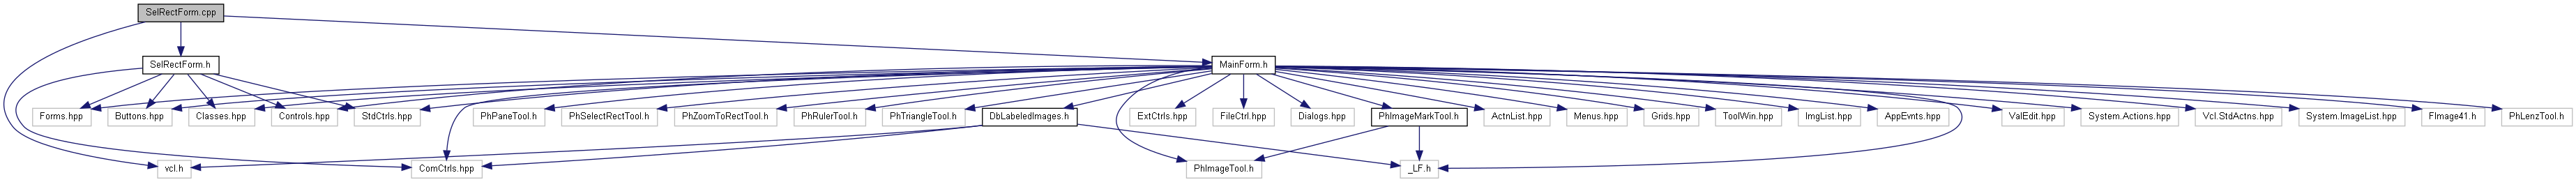 SelRectForm.cpp
SelRectForm.h
MainForm.h
Forms.hpp
Buttons.hpp
Classes.hpp
Controls.hpp
StdCtrls.hpp
PhPaneTool.h
PhSelectRectTool.h
PhZoomToRectTool.h
PhRulerTool.h
PhTriangleTool.h
DbLabeledImages.h
ExtCtrls.hpp
FileCtrl.hpp
Dialogs.hpp
PhImageMarkTool.h
ActnList.hpp
Menus.hpp
Grids.hpp
ToolWin.hpp
ImgList.hpp
AppEvnts.hpp
ValEdit.hpp
System.Actions.hpp
Vcl.StdActns.hpp
System.ImageList.hpp
FImage41.h
PhLenzTool.h
vcl.h
ComCtrls.hpp
PhImageTool.h
_LF.h